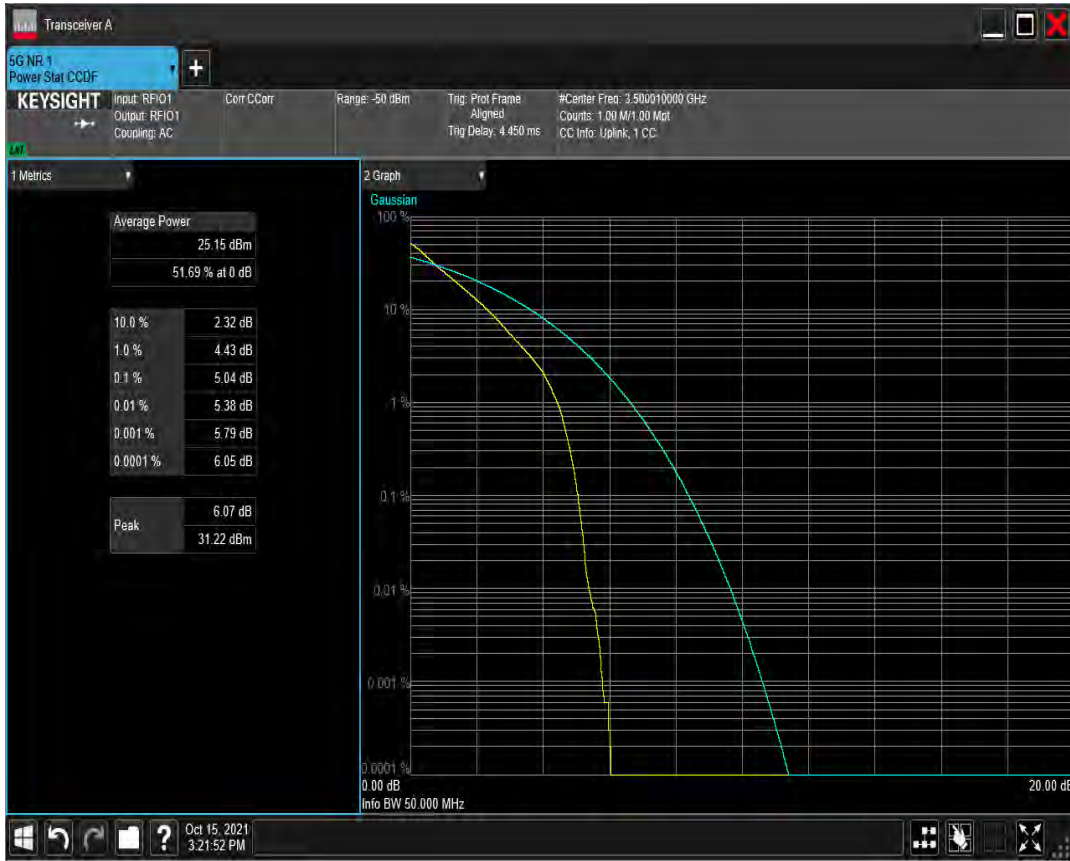 Transceiver A
5G NR 1
Power Stat CCDF
+
KEYSIGHT
Input: RFIO1
Output: RFIO1
Coupling: AC
Corr CCorr
Range: -50 dBm
Trig: Prot Frame
Aligned
Trig Delay: 4.450 ms
#Center Freq: 3.500010000 GHz
Counts: 1.00 M/1.00 Mpt
CC Info: Uplink, 1 CC
1 Metrics
Average Power
25.15 dBm
51.69 % at 0 dB
10.0 % 2.32 dB
1.0 % 4.43 dB
0.1 % 5.04 dB
0.01 % 5.38 dB
0.001 % 5.79 dB
0.0001 % 6.05 dB
Peak
6.07 dB
31.22 dBm
2 Graph
Gaussian
100 %
10 %
1 %
0.1 %
0.01 %
0.001 %
0.0001 %
0.00 dB
20.00 dB
Info BW 50.000 MHz
?
Oct 15, 2021
3:21:52 PM